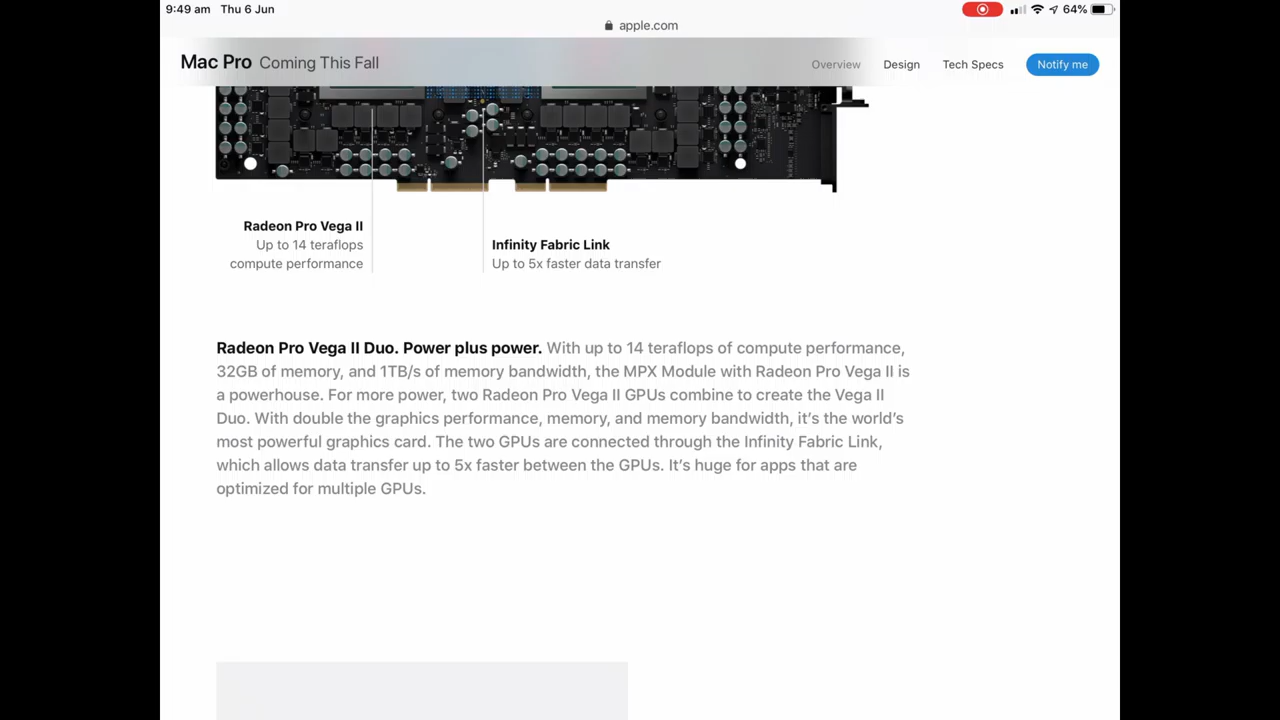 9:49 am Thu 6 Jun 64%
apple.com
Mac Pro Coming This Fall Overview Design Tech Specs Notify me
Radeon Pro Vega II
Up to 14 teraflops
compute performance
Infinity Fabric Link
Up to 5x faster data transfer
Radeon Pro Vega II Duo. Power plus power. With up to 14 teraflops of compute performance,
32GB of memory, and 1TB/s of memory bandwidth, the MPX Module with Radeon Pro Vega II is
a powerhouse. For more power, two Radeon Pro Vega II GPUs combine to create the Vega II
Duo. With double the graphics performance, memory, and memory bandwidth, it’s the world’s
most powerful graphics card. The two GPUs are connected through the Infinity Fabric Link,
which allows data transfer up to 5x faster between the GPUs. It’s huge for apps that are
optimized for multiple GPUs.